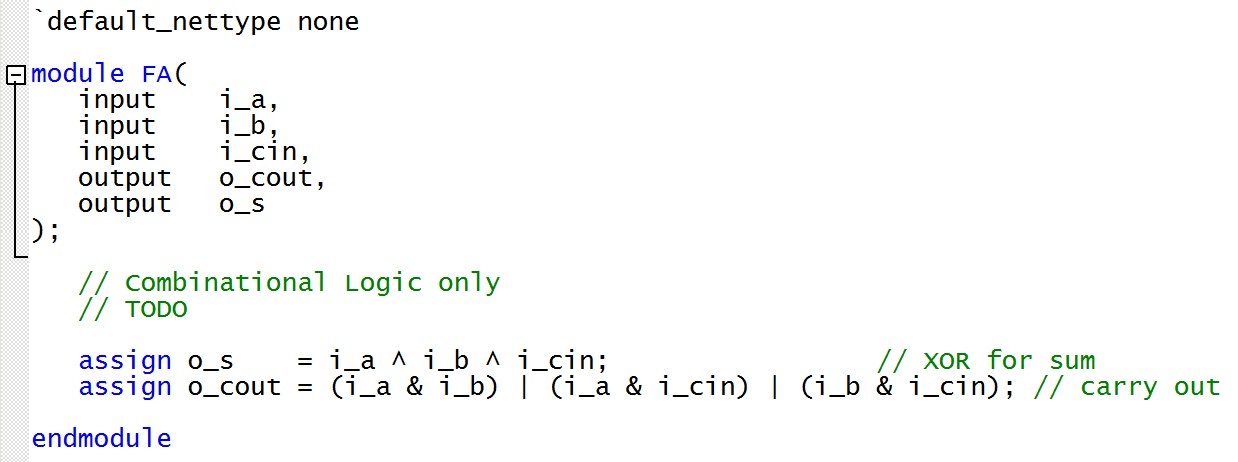 `default_nettype none
module FA(
input i_a,
input i_b,
input i_cin,
output o_cout,
output o_s
);
// Combinational Logic only
// TODO
assign o_s = i_a ^ i_b ^ i_cin; // XOR for sum
assign o_cout = (i_a & i_b) | (i_a & i_cin) | (i_b & i_cin); // carry out
endmodule